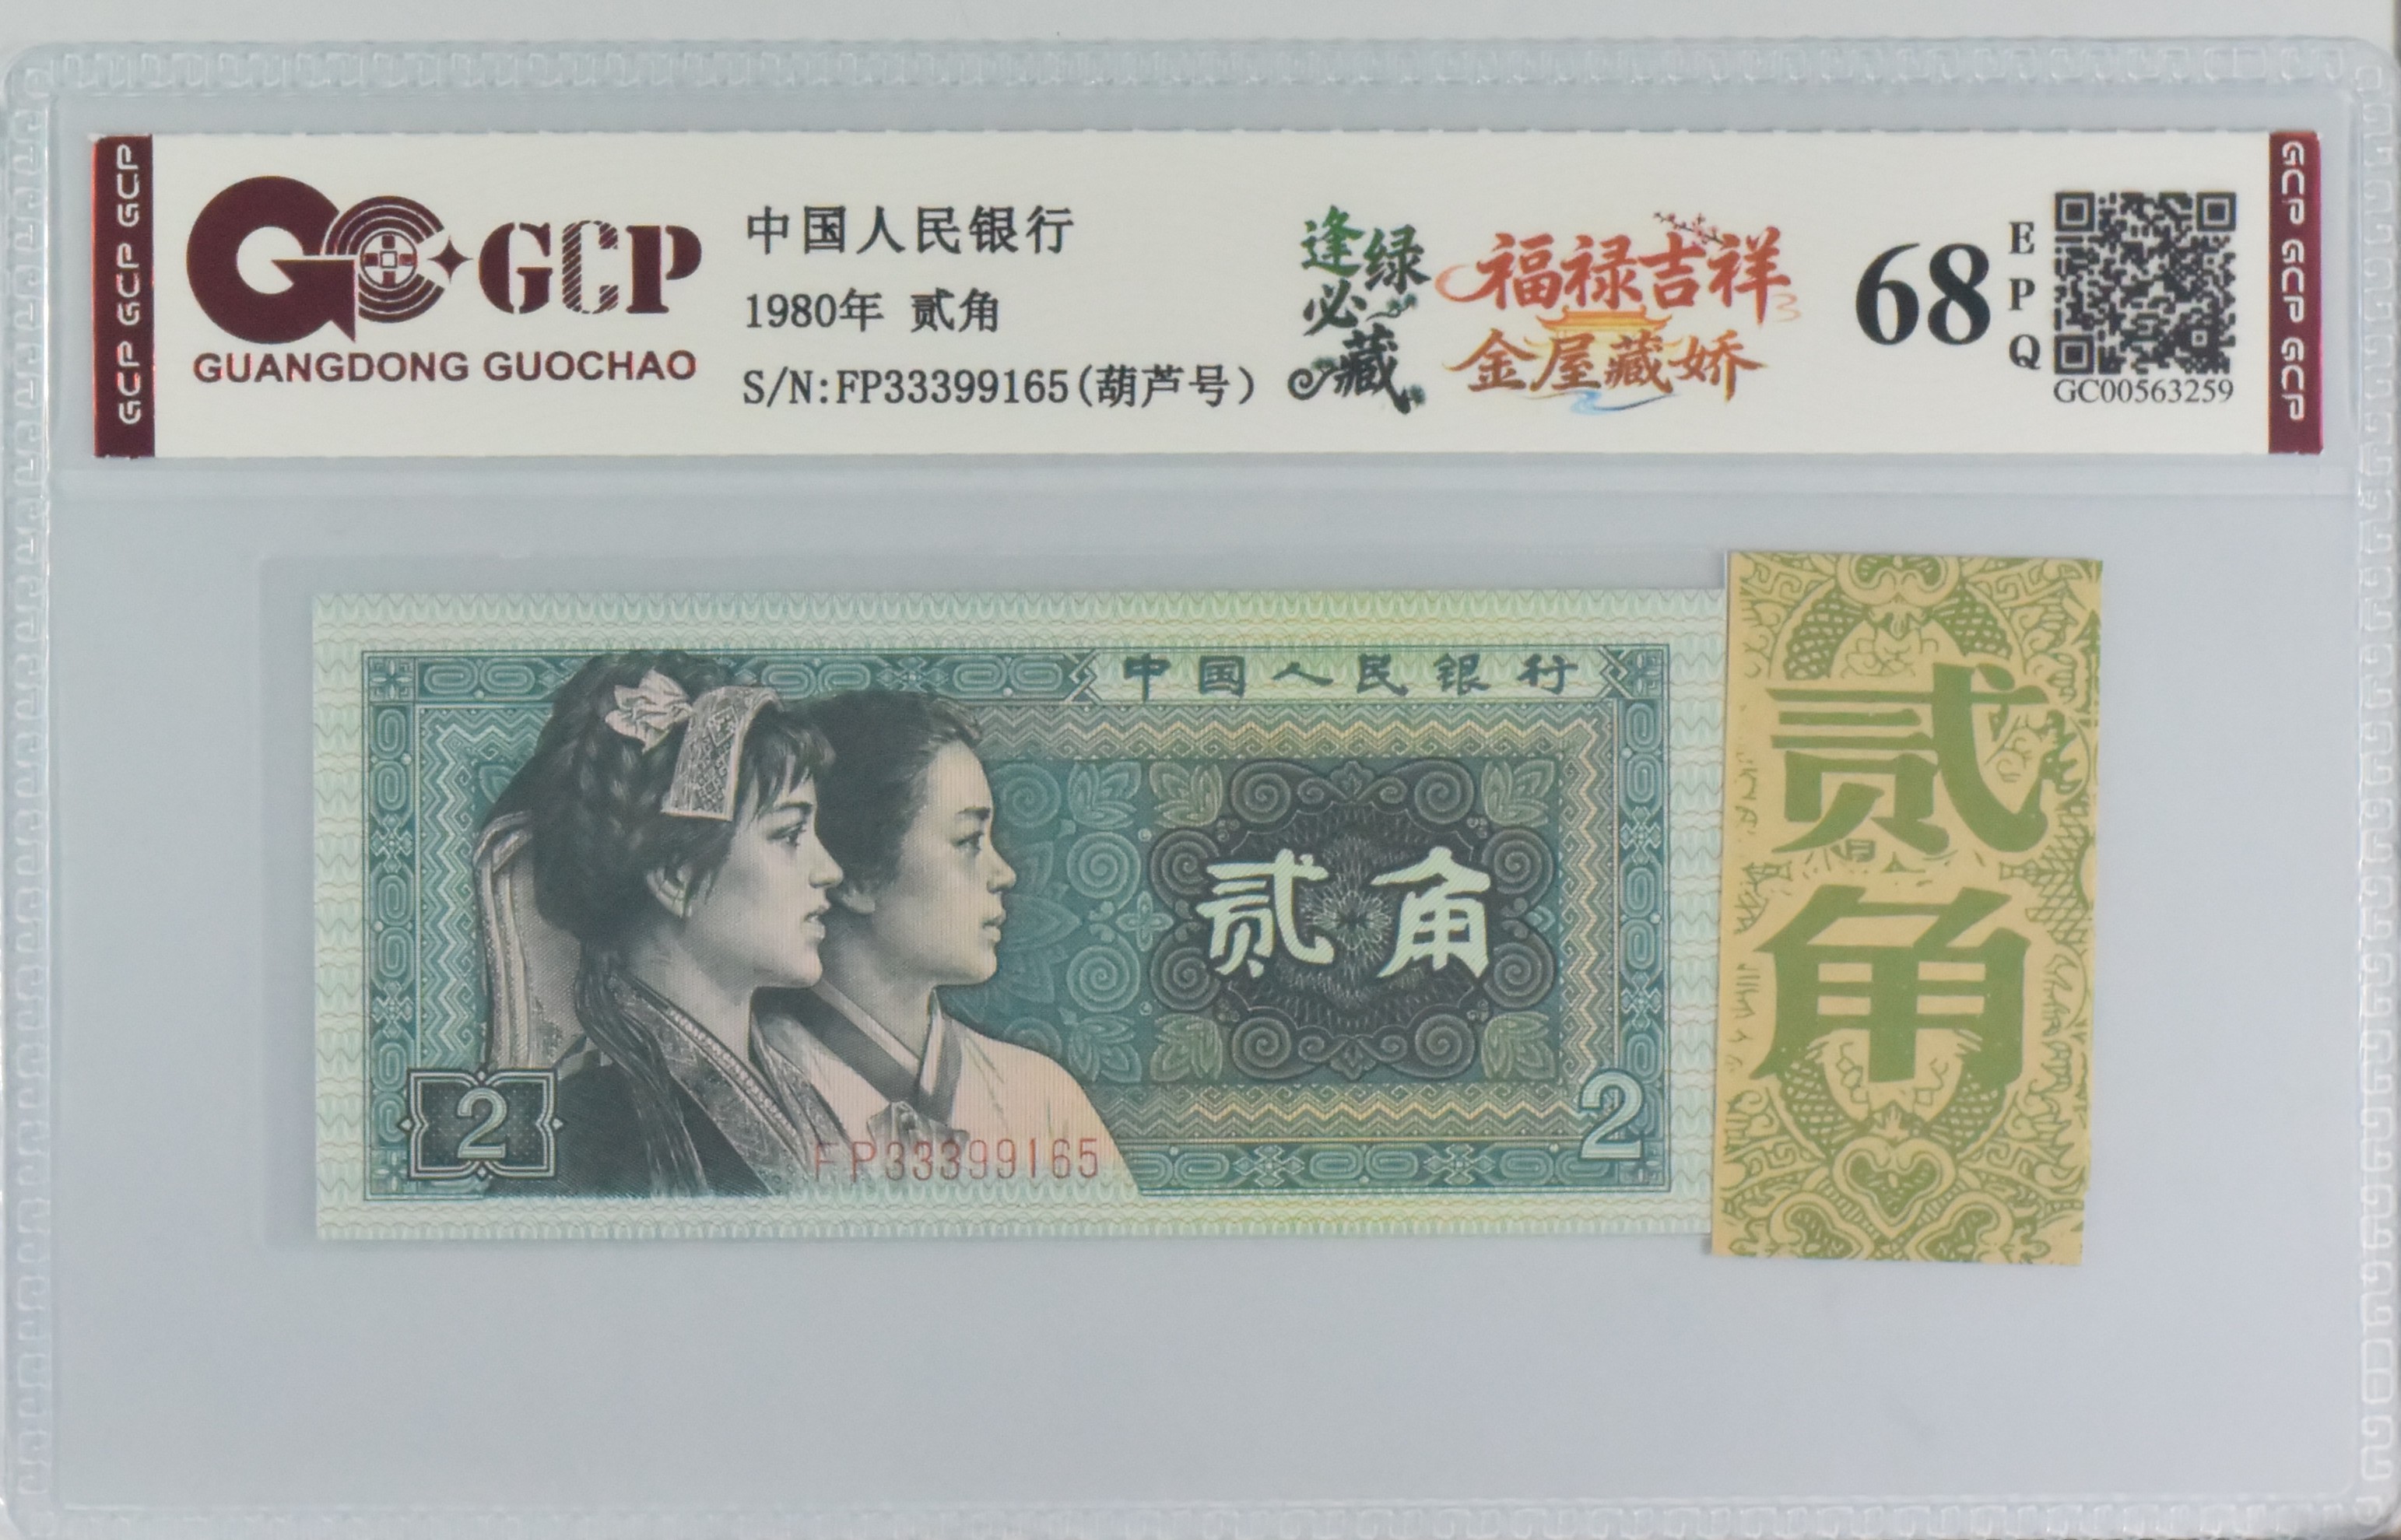 GCP GCP GCP
GCP
GUANGDONG GUOCHAO
中国人民银行
1980年 贰角
S/N:FP33399165(葫芦号)
逢绿
必藏
福禄吉祥
金屋藏娇
68
EPQ
GC00563259
GCP GCP GCP
中国人民银行
贰角
2
2
FP33399165
贰角